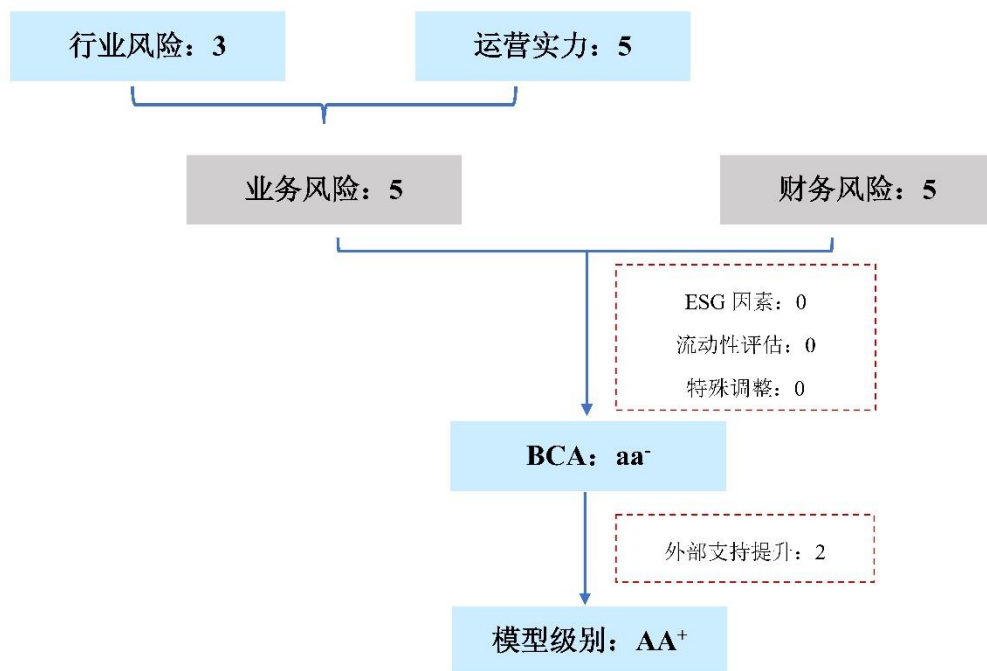 行业风险：3
运营实力：5
业务风险：5
财务风险：5
ESG 因素：0
流动性评估：0
特殊调整：0
BCA：aa⁻
外部支持提升：2
模型级别：AA⁺